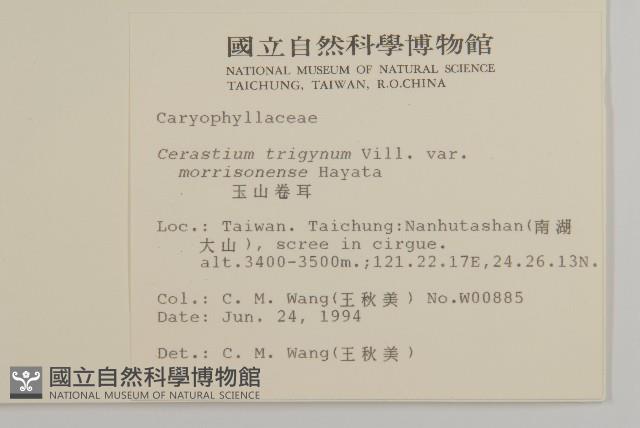 國立自然科學博物館
NATIONAL MUSEUM OF NATURAL SCIENCE
TAICHUNG, TAIWAN, R.O.CHINA
Caryophyllaceae
Cerastium trigynum Vill. var.
morrisonense Hayata
玉山卷耳
Loc.: Taiwan. Taichung:Nanhutashan(南湖
大山), scree in cirgue.
alt.3400-3500m.;121.22.17E,24.26.13N.
Col.: C. M. Wang(王秋美) No.W00885
Date: Jun. 24, 1994
Det.: C. M. Wang(王秋美)
國立自然科學博物館
NATIONAL MUSEUM OF NATURAL SCIENCE